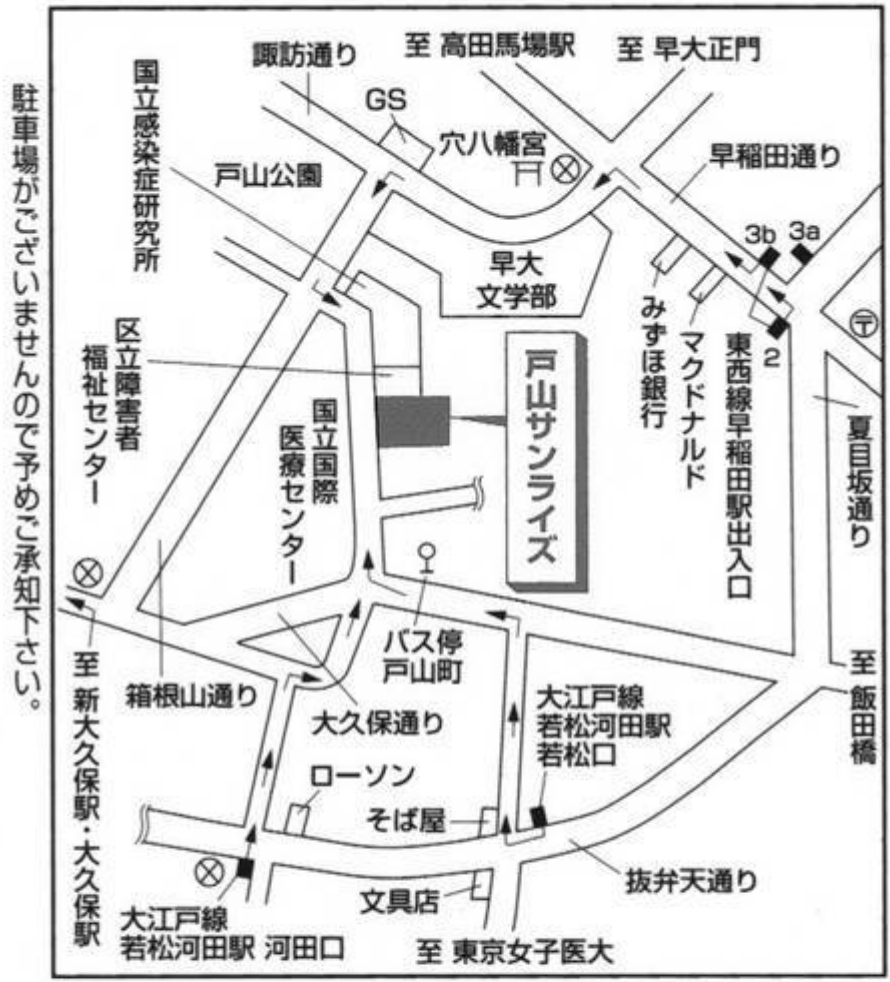 駐車場がございませんので予めご承知下さい。
諏訪通り
至 高田馬場駅
至 早大正門
国立感染症研究所
GS
穴八幡宮
早稲田通り
戸山公園
3b
3a
早大
文学部
みずほ銀行
マクドナルド
2
東西線早稲田駅出入口
〒
夏目坂通り
区立障害者
福祉センター
戸山サンライズ
国立国際
医療センター
バス停
戸山町
至 新大久保駅・大久保駅
箱根山通り
大久保通り
大江戸線
若松河田駅
若松口
至 飯田橋
ローソン
そば屋
抜弁天通り
文具店
大江戸線
若松河田駅 河田口
至 東京女子医大